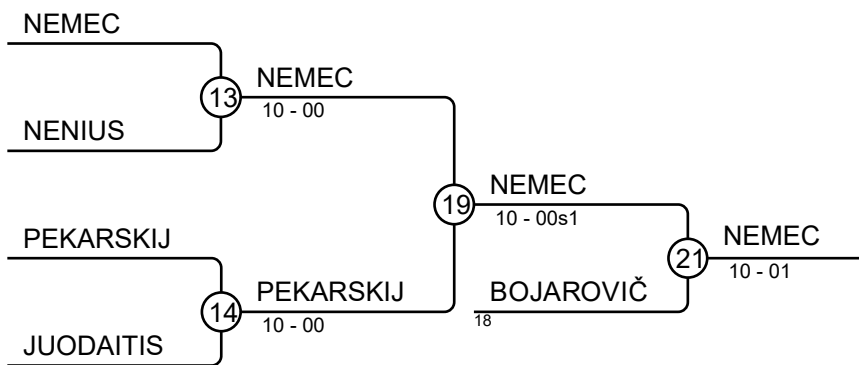 NEMEC
13
NEMEC
10 - 00
NENIUS
19
NEMEC
10 - 00s1
PEKARSKIJ
21
NEMEC
10 - 01
14
PEKARSKIJ
10 - 00
BOJAROVIČ
18
JUODAITIS